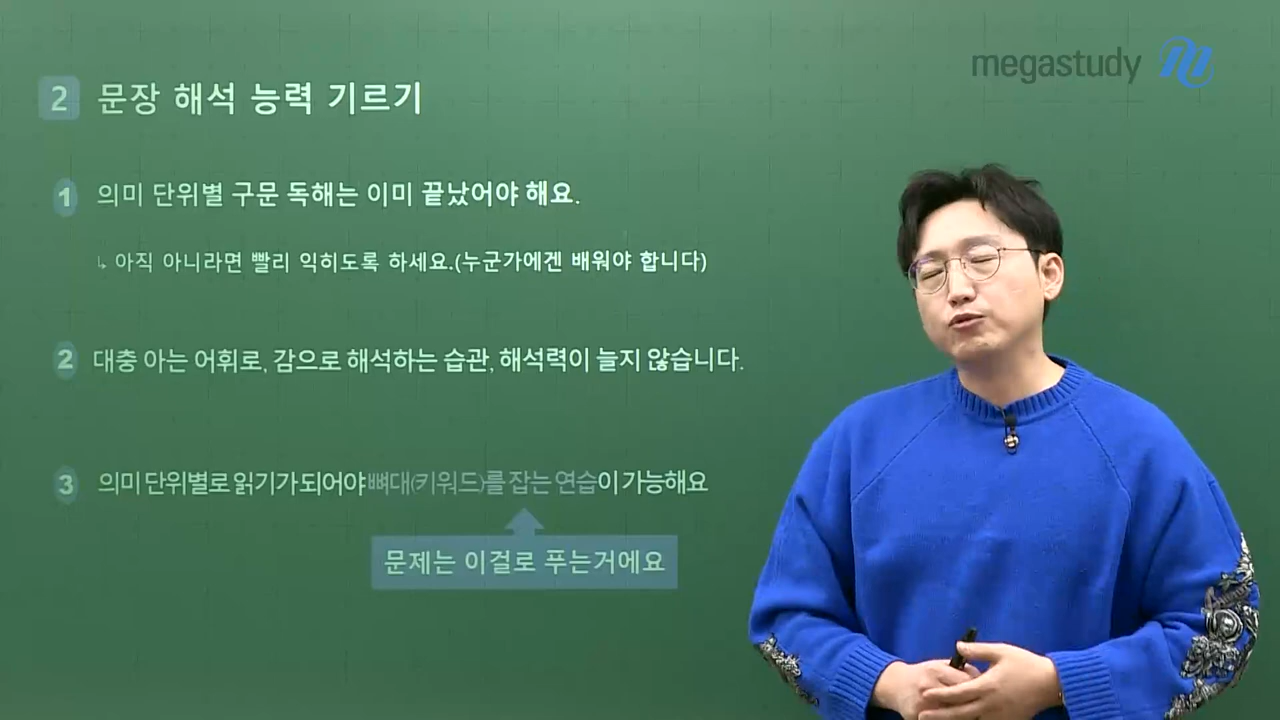 megastudy
2 문장 해석 능력 기르기
1 의미 단위별 구문 독해는 이미 끝났어야 해요.
↳ 아직 아니라면 빨리 익히도록 하세요.(누군가에겐 배워야 합니다)
2 대충 아는 어휘로, 감으로 해석하는 습관, 해석력이 늘지 않습니다.
3 의미 단위별로 읽기가 되어야 뼈대(키워드)를 잡는 연습이 가능해요
문제는 이걸로 푸는거에요